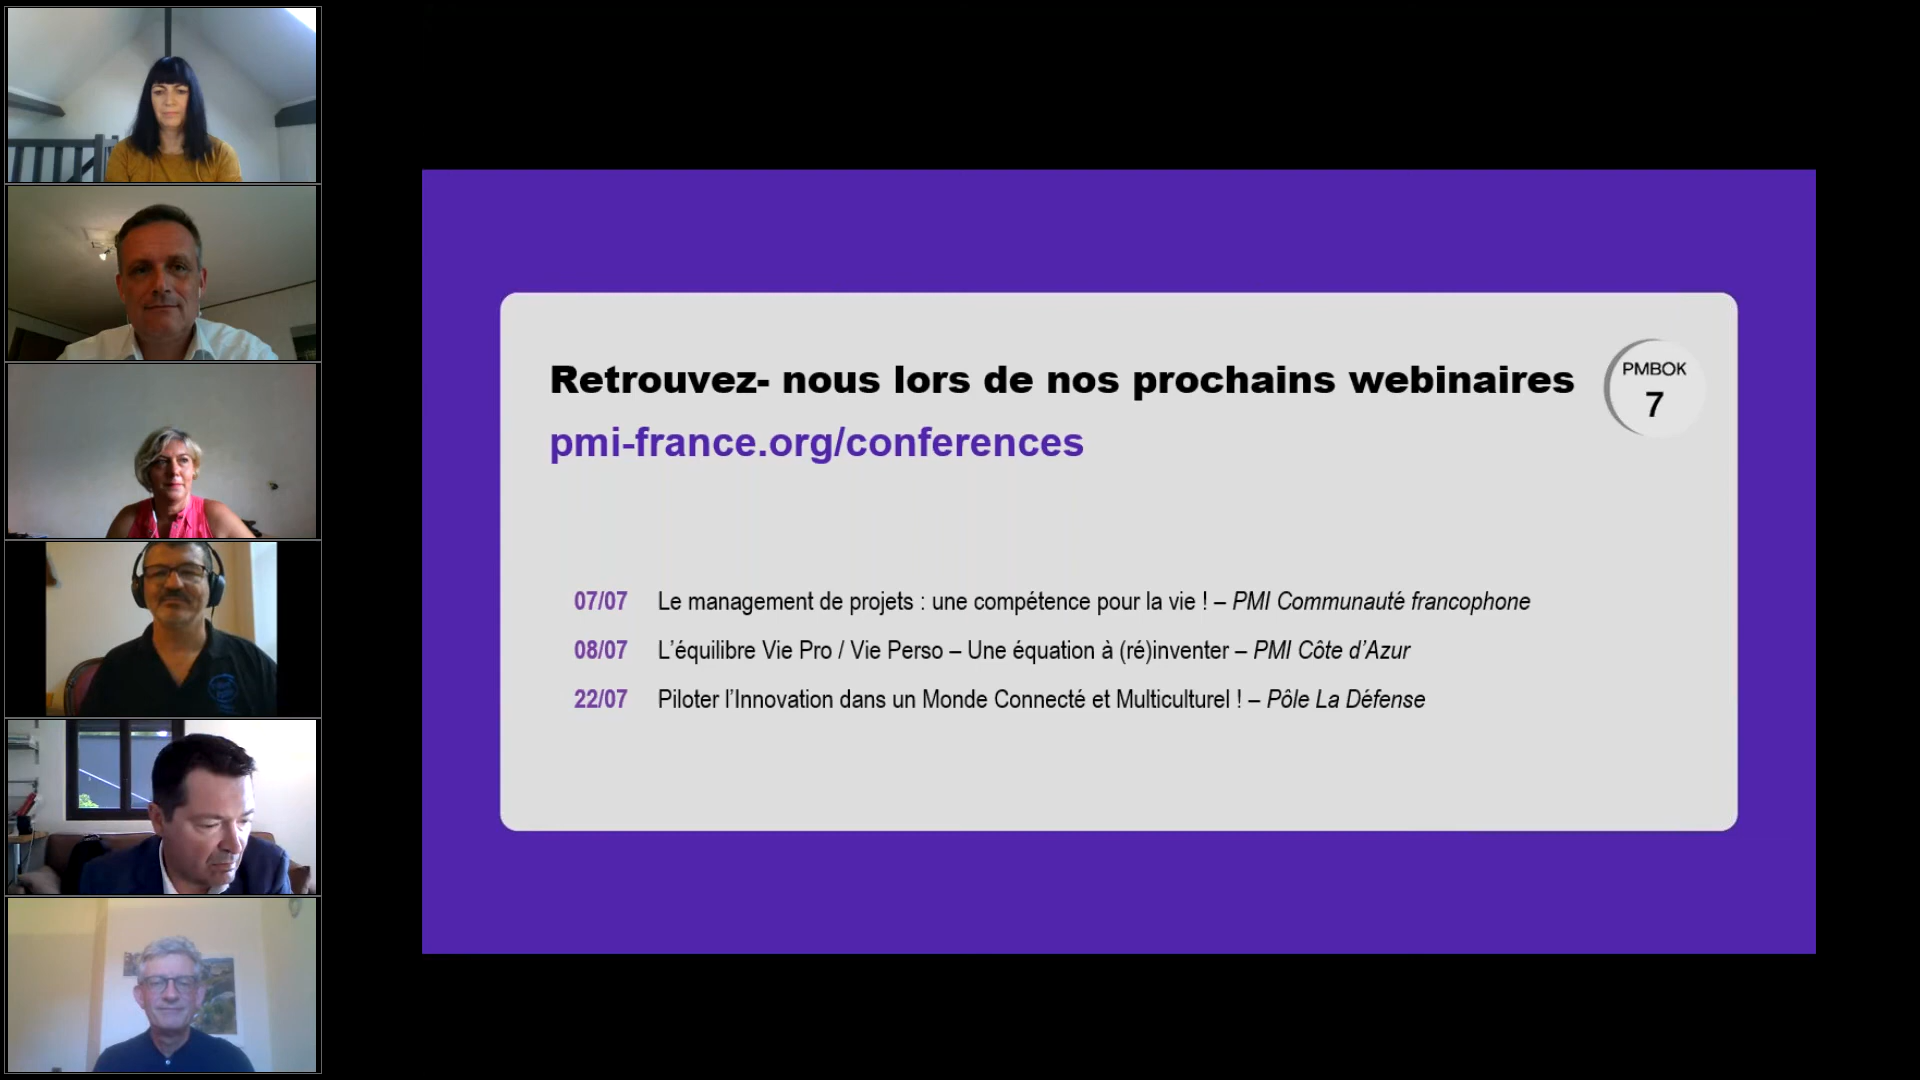 Retrouvez- nous lors de nos prochains webinaires
PMBOK
7
pmi-france.org/conferences
07/07 Le management de projets : une compétence pour la vie ! – PMI Communauté francophone
08/07 L’équilibre Vie Pro / Vie Perso – Une équation à (ré)inventer – PMI Côte d’Azur
22/07 Piloter l’Innovation dans un Monde Connecté et Multiculturel ! – Pôle La Défense